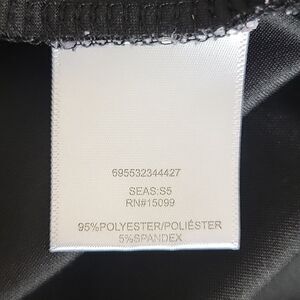 695532344427
SEAS:S5
RN#15099
95%POLYESTER/POLIÉSTER
5%SPANDEX